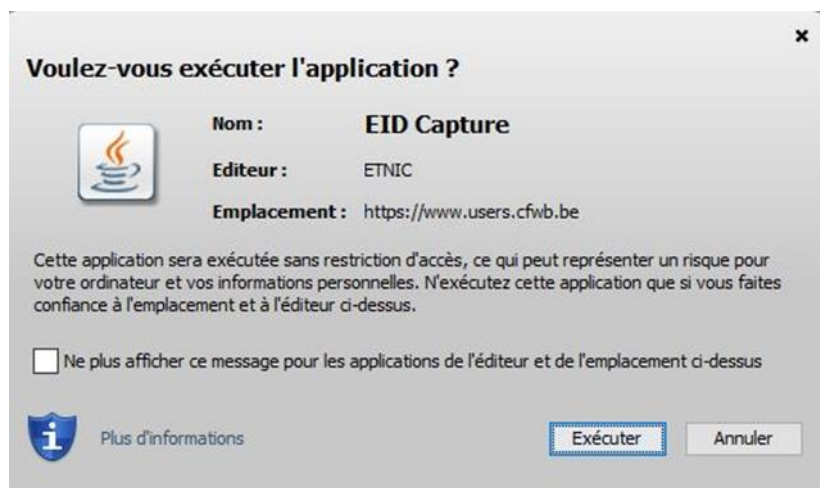 Voulez-vous exécuter l'application ?
Nom : EID Capture
Editeur : ETNIC
Emplacement : https://www.users.cfwb.be
Cette application sera exécutée sans restriction d'accès, ce qui peut représenter un risque pour
votre ordinateur et vos informations personnelles. N'exécutez cette application que si vous faites
confiance à l'emplacement et à l'éditeur ci-dessus.
Ne plus afficher ce message pour les applications de l'éditeur et de l'emplacement ci-dessus
Plus d'informations Exécuter Annuler